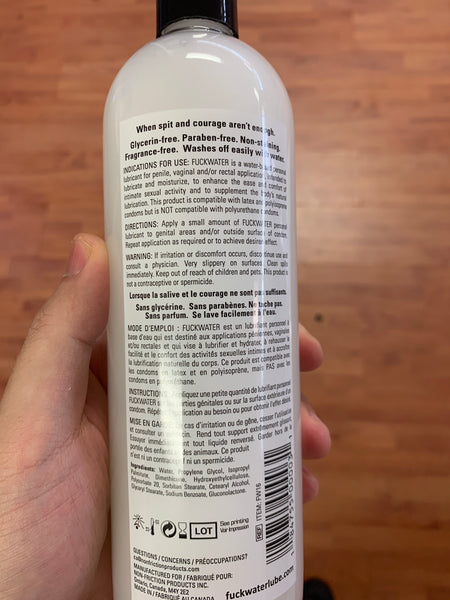 When spit and courage aren't enough.
Glycerin-free. Paraben-free. Non-staining.
Fragrance-free. Washes off easily with water.
INDICATIONS FOR USE: FUCKWATER is a water-based personal
lubricant for penile, vaginal and/or rectal application, intended to
lubricate and moisturize, to enhance the ease and comfort of
intimate sexual activity and to supplement the body's natural
lubrication. This product is compatible with latex and polyisoprene
condoms but is NOT compatible with polyurethane condoms.
DIRECTIONS: Apply a small amount of FUCKWATER personal
lubricant to genital areas and/or outside surface of condom.
Repeat application as required or to achieve desired effect.
WARNING: If irritation or discomfort occurs, discontinue use and
consult a physician. Very slippery on surfaces. Clean spills
immediately. Keep out of reach of children and pets. This product is
not a contraceptive or spermicide.
Lorsque la salive et le courage ne sont pas suffisants.
Sans glycérine. Sans parabènes. Ne tache pas.
Sans parfum. Se lave facilement à l'eau.
MODE D'EMPLOI : FUCKWATER est un lubrifiant personnel à
base d'eau qui est destiné aux applications péniennes, vaginales
et/ou rectales et qui vise à lubrifier et hydrater, à rehausser la
facilité et le confort des activités sexuelles intimes et à accroître
la lubrification naturelle du corps. Ce produit est compatible avec
les condoms en latex et en polyisoprène, mais PAS avec les
condoms en polyuréthane.
INSTRUCTIONS : Appliquez une petite quantité de lubrifiant personnel
FUCKWATER sur les parties génitales ou sur la surface extérieure d'un
condom. Répéter l'application au besoin ou pour obtenir l'effet désiré.
MISE EN GARDE : d'irritation ou de gêne, cesser l'utilisation
et consulter un médecin. Rend tout support extrêmement glissant.
Essuyer immédiatement tout liquide renversé. Garder hors de la
portée des enfants et des animaux. Ce produit
n'est ni un contraceptif ni un spermicide.
Ingredients: Water, Propylene Glycol, Isopropyl
Palmitate, Dimethicone, Hydroxyethylcellulose,
Polysorbate 20, Sorbitan Stearate, Cetearyl Alcohol,
Glyceryl Stearate, Sodium Benzoate, Gluconolactone.
LOT
See printing
Voir Impression
REF
ITEM: FW16
QUESTIONS / CONCERNS / PRÉOCCUPATIONS?
ca@nonfrictionproducts.com
MANUFACTURED FOR / FABRIQUÉ POUR:
NON-FRICTION PRODUCTS INC.
Ontario, Canada, M4Y 2E2
MADE IN CANADA / FABRIQUÉ AU CANADA
fuckwaterlube.com